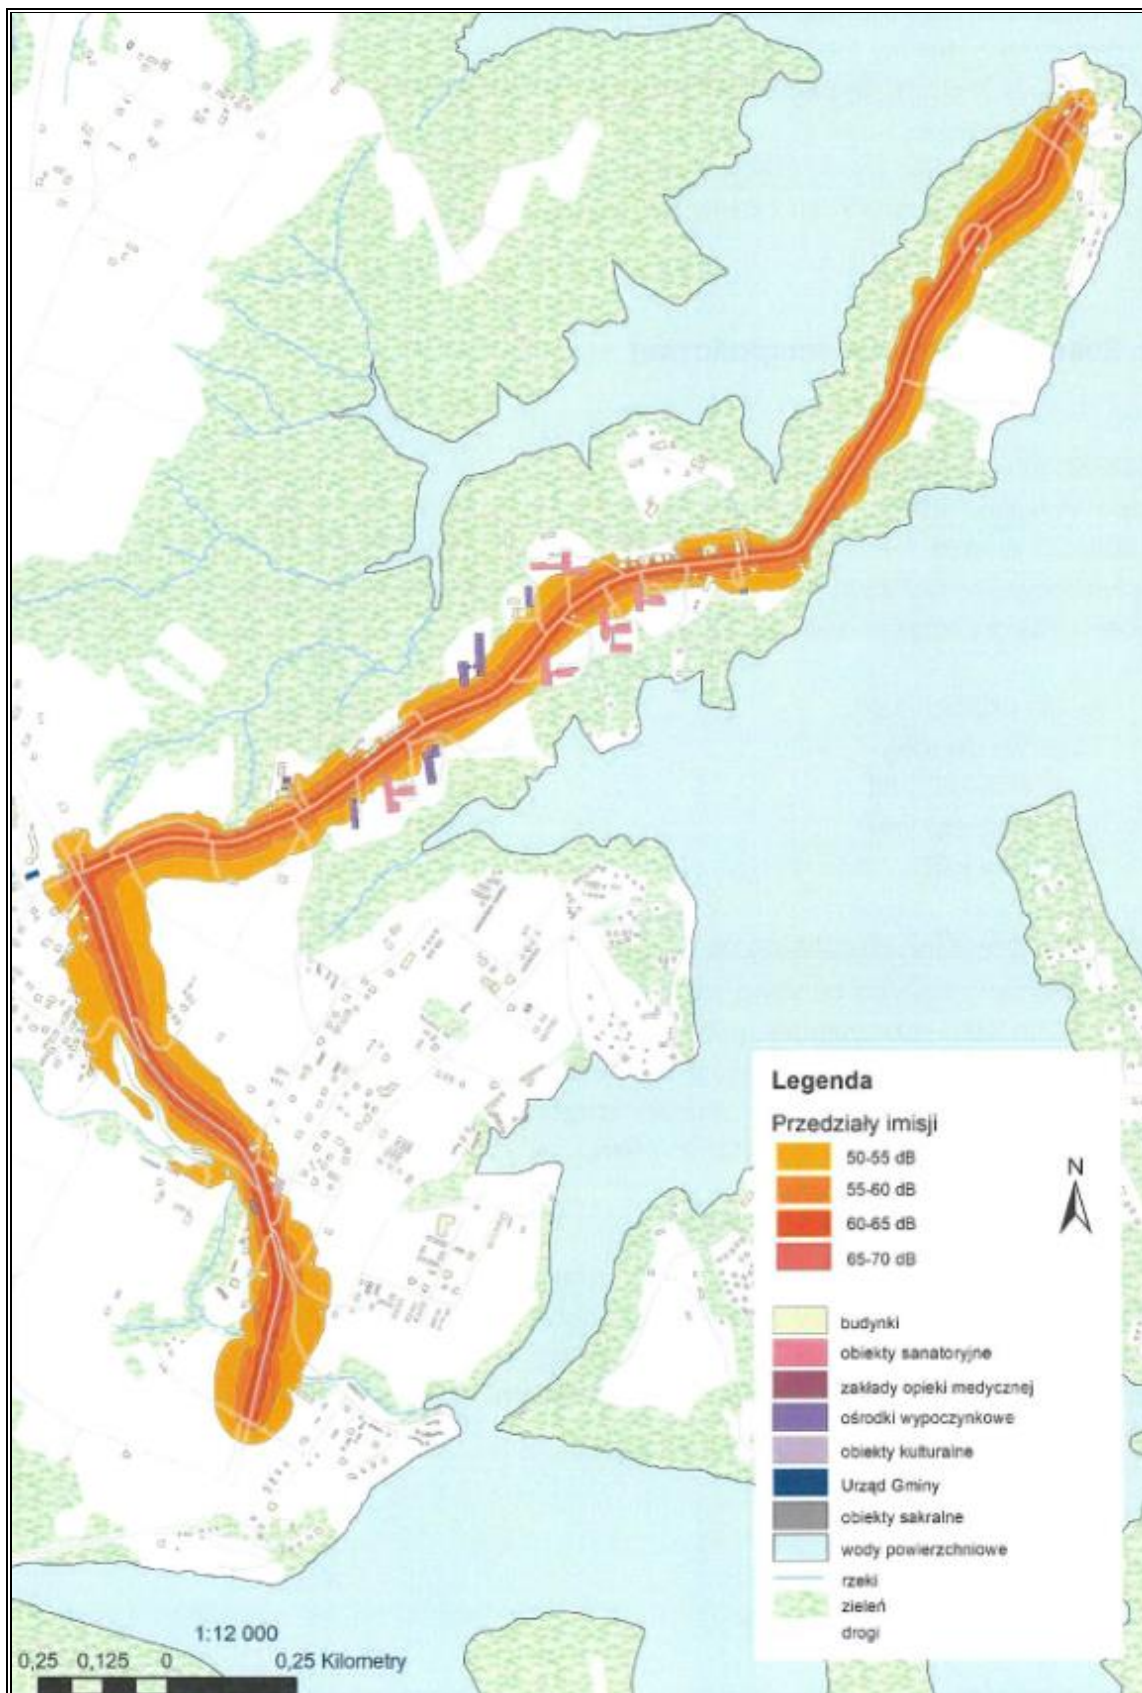 Legenda
Przedziały imisji
50-55 dB
55-60 dB
60-65 dB
65-70 dB
N
budynki
obiekty sanatoryjne
zakłady opieki medycznej
ośrodki wypoczynkowe
obiekty kulturalne
Urząd Gminy
obiekty sakralne
wody powierzchniowe
rzeki
zieleń
drogi
1:12 000
0,25 0,125 0 0,25 Kilometry